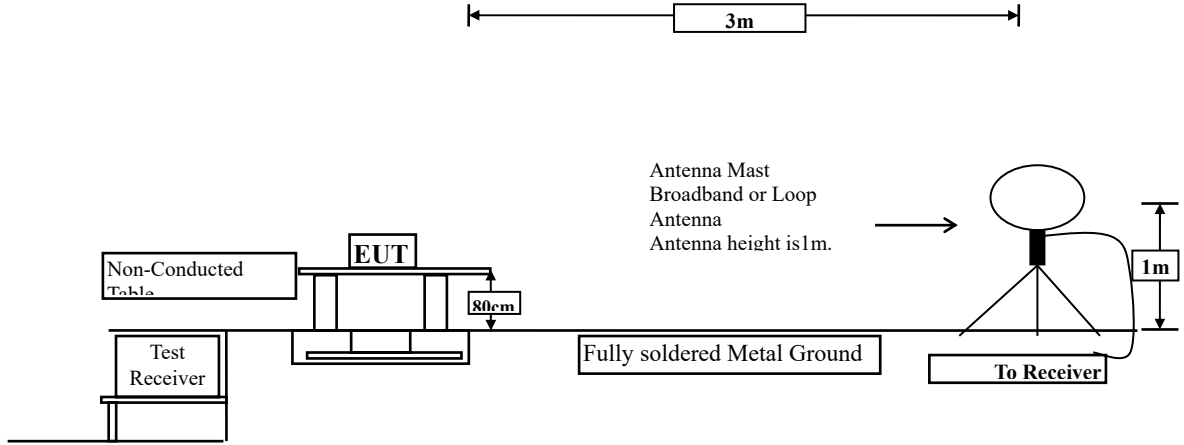 3m
Antenna Mast
Broadband or Loop
Antenna
Antenna height is1m.
EUT
Non-Conducted
Table
80cm
1m
Test
Receiver
Fully soldered Metal Ground
To Receiver